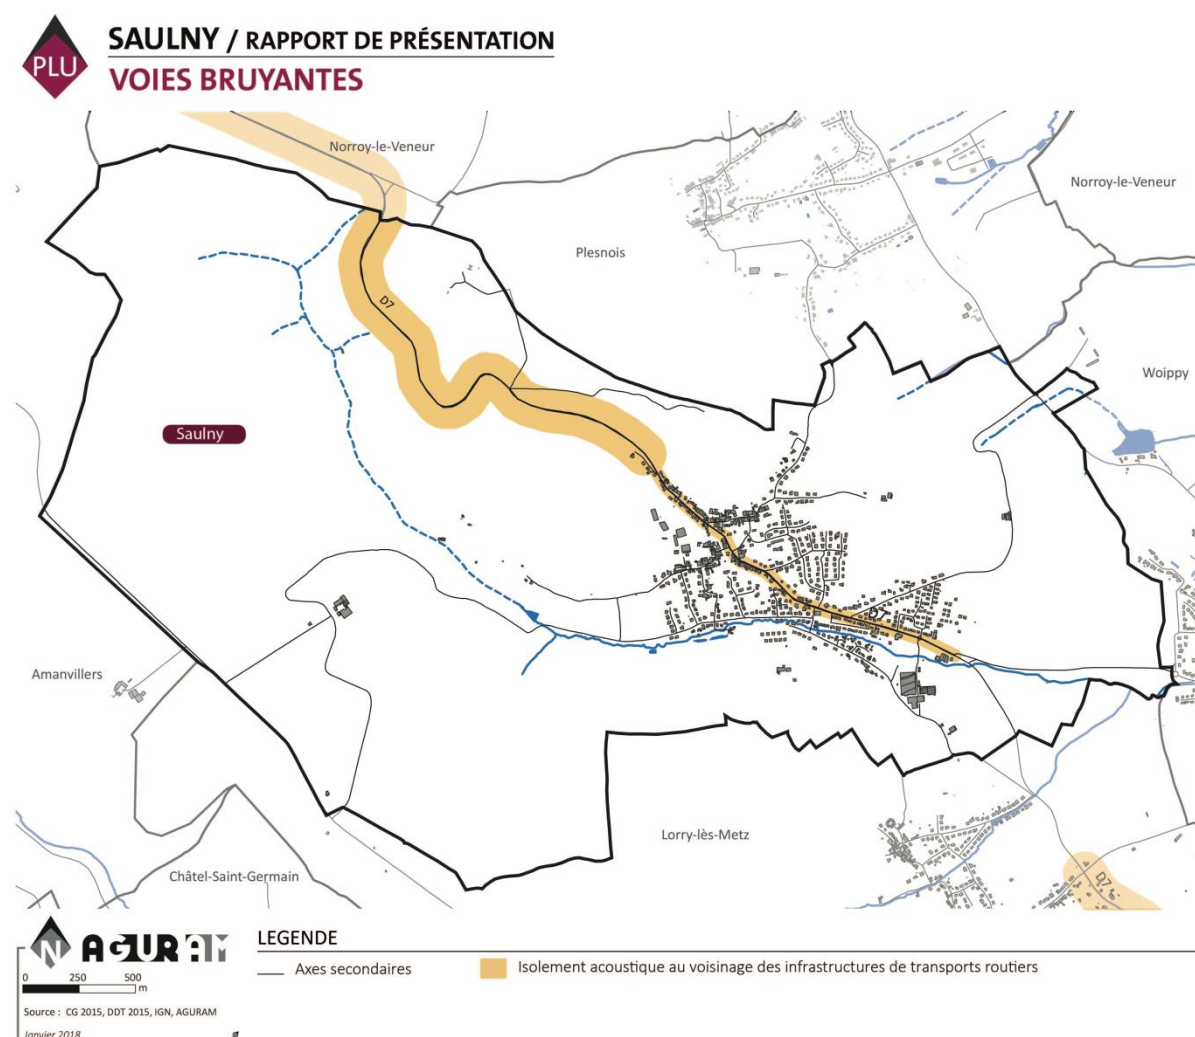 PLU
SAULNY / RAPPORT DE PRÉSENTATION
VOIES BRUYANTES
Norroy-le-Veneur
Norroy-le-Veneur
Plesnois
D7
Woippy
Saulny
D7
Amanvillers
Lorry-lès-Metz
Châtel-Saint-Germain
D7
N
AGURAM
LEGENDE
Axes secondaires
Isolement acoustique au voisinage des infrastructures de transports routiers
0 250 500
m
Source : CG 2015, DDT 2015, IGN, AGURAM
Janvier 2018